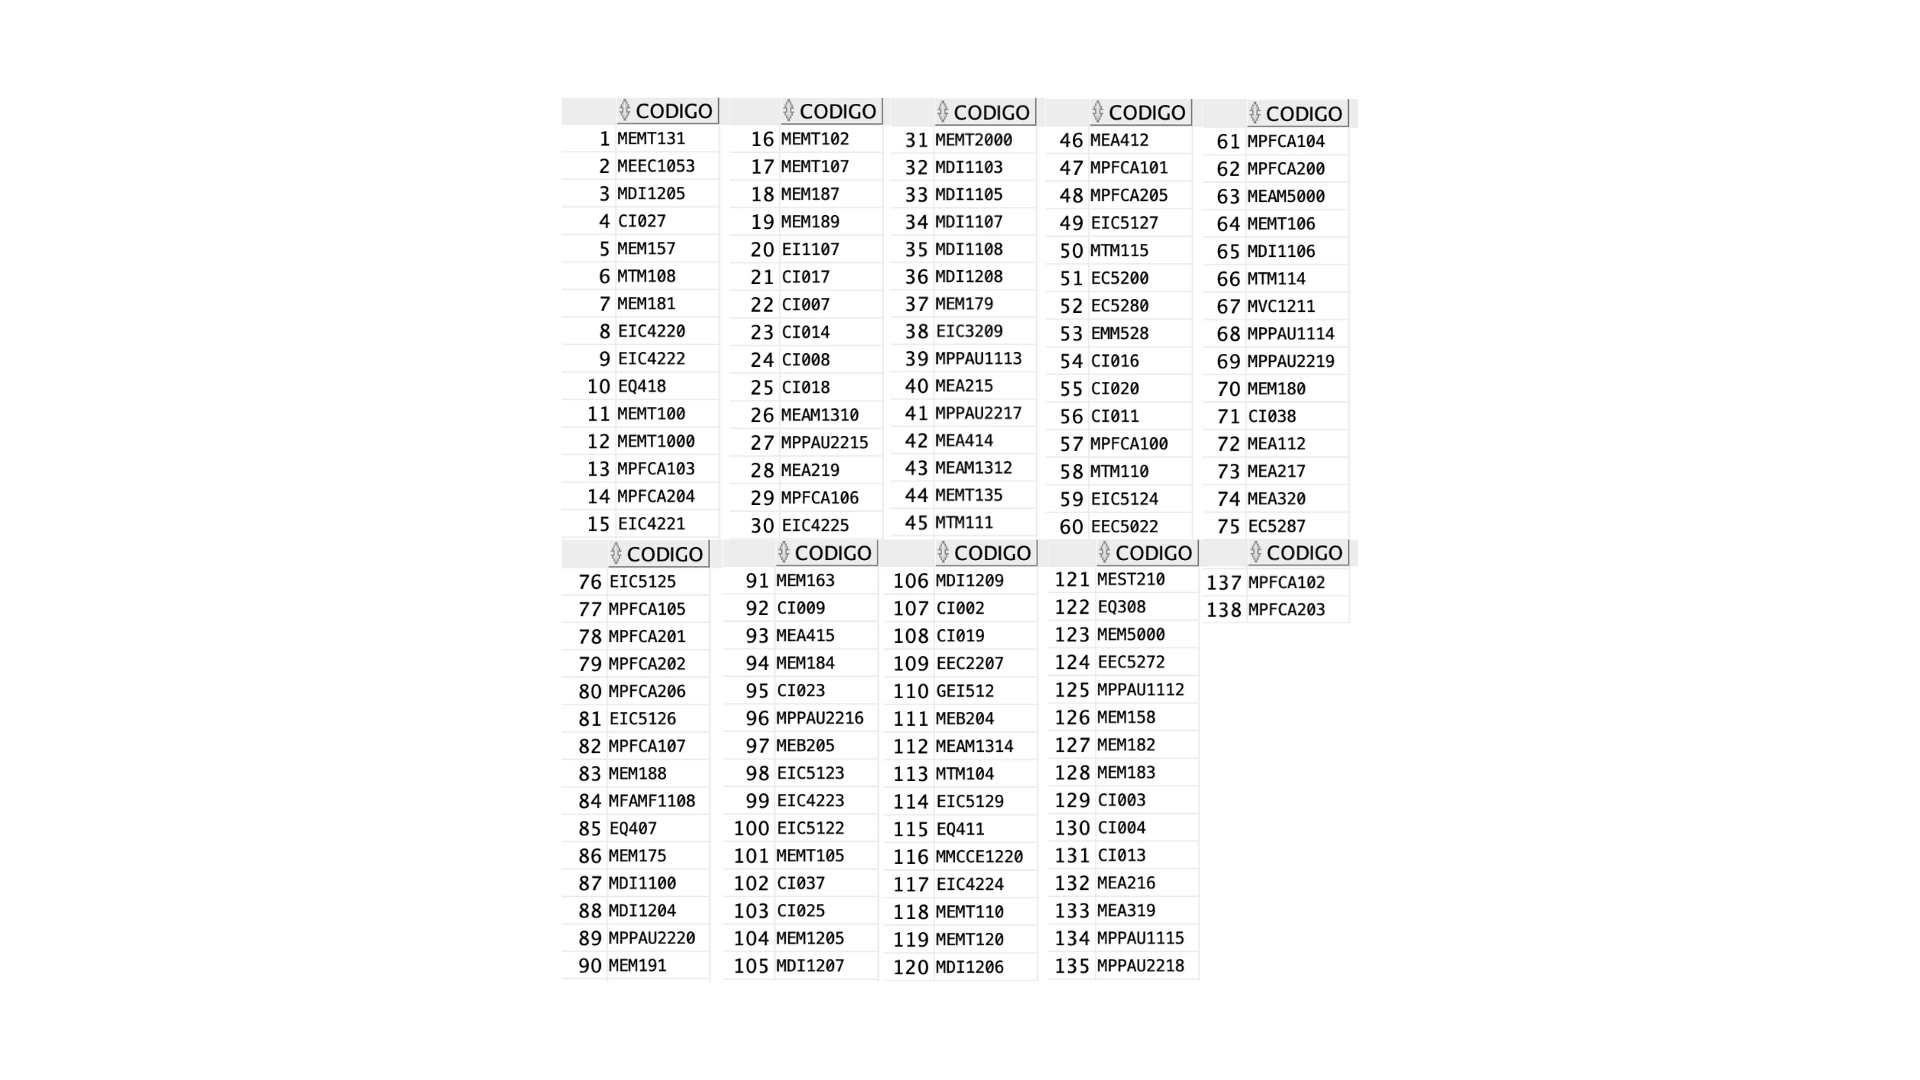 CODIGO
1 MEMT131
2 MEEC1053
3 MDI1205
4 CI027
5 MEM157
6 MTM108
7 MEM181
8 EIC4220
9 EIC4222
10 EQ418
11 MEMT100
12 MEMT1000
13 MPFCA103
14 MPFCA204
15 EIC4221
CODIGO
16 MEMT102
17 MEMT107
18 MEM187
19 MEM189
20 EI1107
21 CI017
22 CI007
23 CI014
24 CI008
25 CI018
26 MEAM1310
27 MPPAU2215
28 MEA219
29 MPFCA106
30 EIC4225
CODIGO
31 MEMT2000
32 MDI1103
33 MDI1105
34 MDI1107
35 MDI1108
36 MDI1208
37 MEM179
38 EIC3209
39 MPPAU1113
40 MEA215
41 MPPAU2217
42 MEA414
43 MEAM1312
44 MEMT135
45 MTM111
CODIGO
46 MEA412
47 MPFCA101
48 MPFCA205
49 EIC5127
50 MTM115
51 EC5200
52 EC5280
53 EMM528
54 CI016
55 CI020
56 CI011
57 MPFCA100
58 MTM110
59 EIC5124
60 EEC5022
CODIGO
61 MPFCA104
62 MPFCA200
63 MEAM5000
64 MEMT106
65 MDI1106
66 MTM114
67 MVC1211
68 MPPAU1114
69 MPPAU2219
70 MEM180
71 CI038
72 MEA112
73 MEA217
74 MEA320
75 EC5287
CODIGO
76 EIC5125
77 MPFCA105
78 MPFCA201
79 MPFCA202
80 MPFCA206
81 EIC5126
82 MPFCA107
83 MEM188
84 MFAMF1108
85 EQ407
86 MEM175
87 MDI1100
88 MDI1204
89 MPPAU2220
90 MEM191
CODIGO
91 MEM163
92 CI009
93 MEA415
94 MEM184
95 CI023
96 MPPAU2216
97 MEB205
98 EIC5123
99 EIC4223
100 EIC5122
101 MEMT105
102 CI037
103 CI025
104 MEM1205
105 MDI1207
CODIGO
106 MDI1209
107 CI002
108 CI019
109 EEC2207
110 GEI512
111 MEB204
112 MEAM1314
113 MTM104
114 EIC5129
115 EQ411
116 MMCCE1220
117 EIC4224
118 MEMT110
119 MEMT120
120 MDI1206
CODIGO
121 MEST210
122 EQ308
123 MEM5000
124 EEC5272
125 MPPAU1112
126 MEM158
127 MEM182
128 MEM183
129 CI003
130 CI004
131 CI013
132 MEA216
133 MEA319
134 MPPAU1115
135 MPPAU2218
CODIGO
137 MPFCA102
138 MPFCA203